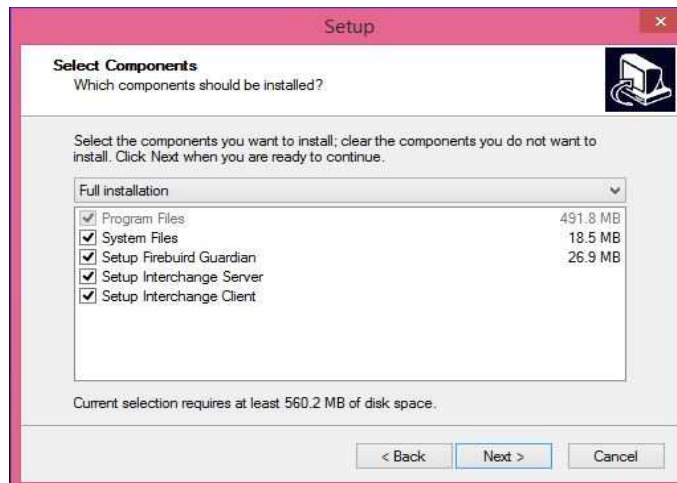 Setup
Select Components
Which components should be installed?
Select the components you want to install; clear the components you do not want to
install. Click Next when you are ready to continue.
Full installation
Program Files 491.8 MB
System Files 18.5 MB
Setup Firebuird Guardian 26.9 MB
Setup Interchange Server
Setup Interchange Client
Current selection requires at least 560.2 MB of disk space.
< Back Next > Cancel